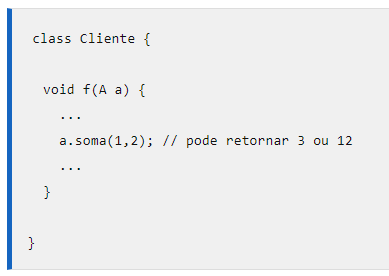 class Cliente {
void f(A a) {
...
a.soma(1,2); // pode retornar 3 ou 12
...
}
}